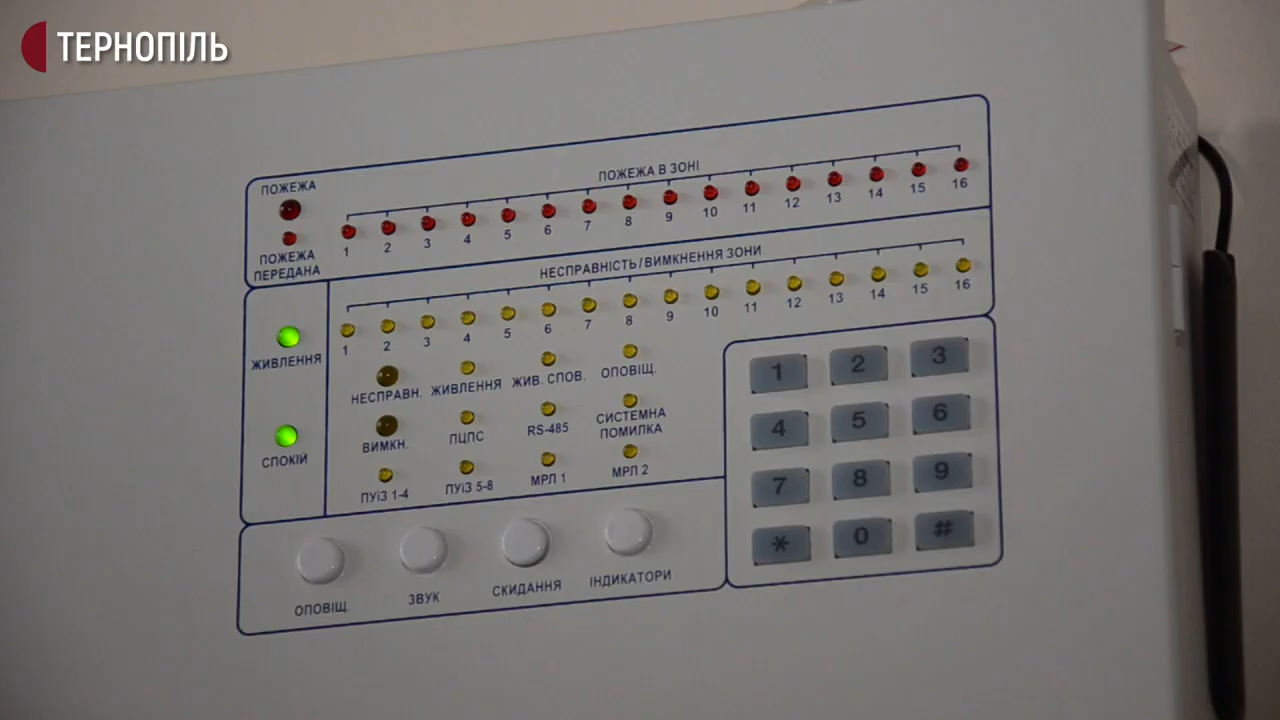 ТЕРНОПІЛЬ
ПОЖЕЖА
ПОЖЕЖА В ЗОНІ
1 2 3 4 5 6 7 8 9 10 11 12 13 14 15 16
ПОЖЕЖА
ПЕРЕДАНА
НЕСПРАВНІСТЬ / ВИМКНЕННЯ ЗОНИ
1 2 3 4 5 6 7 8 9 10 11 12 13 14 15 16
ЖИВЛЕННЯ
СПОКІЙ
НЕСПРАВН. ЖИВЛЕННЯ ЖИВ. СПОВ. ОПОВІЩ.
ВИМКН. ПЦПС RS-485 СИСТЕМНА
ПОМИЛКА
ПУіЗ 1-4 ПУіЗ 5-8 МРЛ 1 МРЛ 2
ОПОВІЩ. ЗВУК СКИДАННЯ ІНДИКАТОРИ
1 2 3
4 5 6
7 8 9
* 0 #